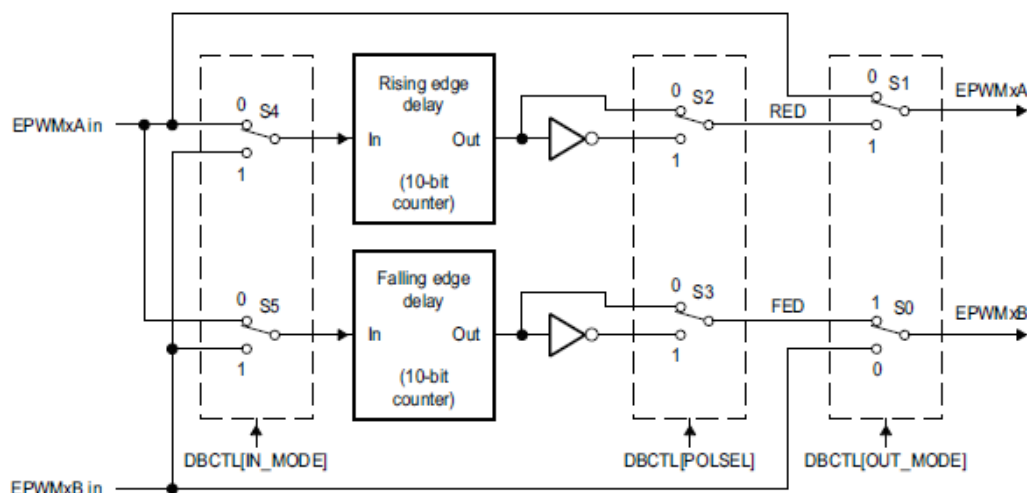 EPWMxA in
0 S4
1
Rising edge
delay
In Out
(10-bit
counter)
0 S2
1
RED
0 S1
1
EPWMxA
0 S5
1
Falling edge
delay
In Out
(10-bit
counter)
0 S3
1
FED
1 S0
0
EPWMxB
DBCTL[IN_MODE]
DBCTL[POLSEL]
DBCTL[OUT_MODE]
EPWMxB in